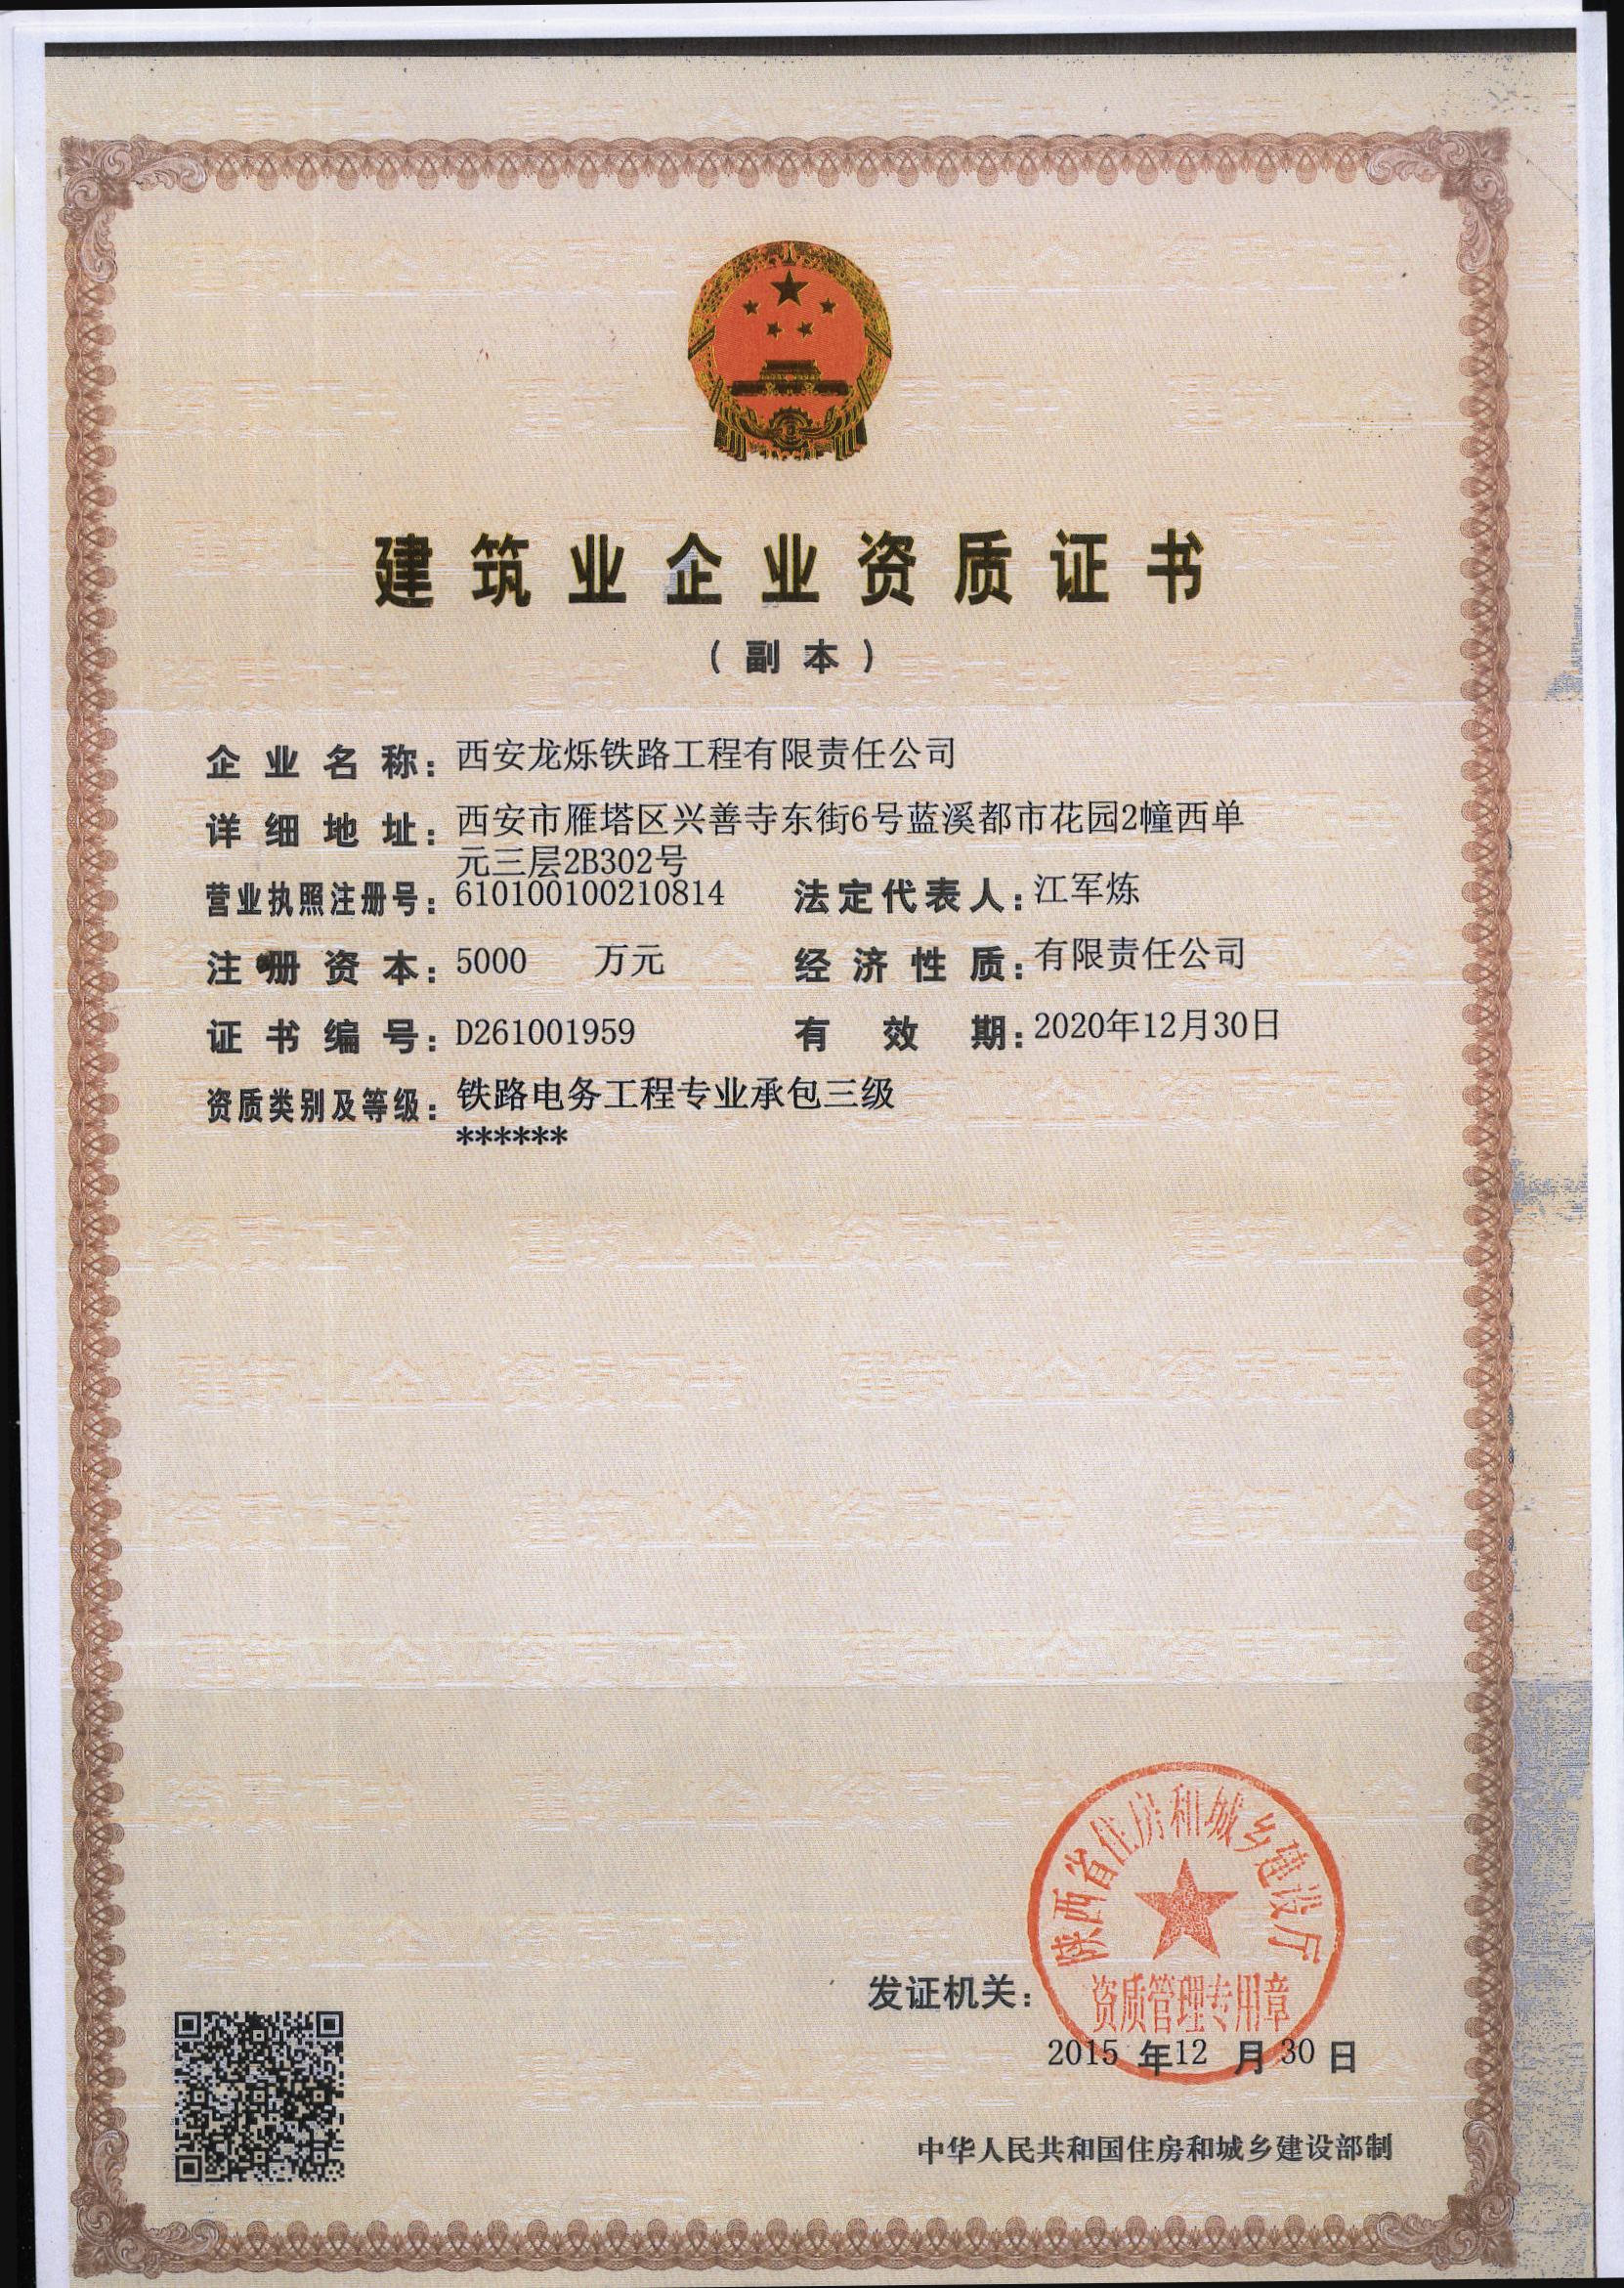 建筑业企业资质证书
（副本）
企业名称：西安龙烁铁路工程有限责任公司
详细地址：西安市雁塔区兴善寺东街6号蓝溪都市花园2幢西单
元三层2B302号
营业执照注册号：610100100210814 法定代表人：江军炼
注册资本：5000 万元 经济性质：有限责任公司
证书编号：D261001959 有效期：2020年12月30日
资质类别及等级：铁路电务工程专业承包三级
******
陕西省住房和城乡建设厅
资质管理专用章
发证机关：
2015 年12 月30 日
中华人民共和国住房和城乡建设部制